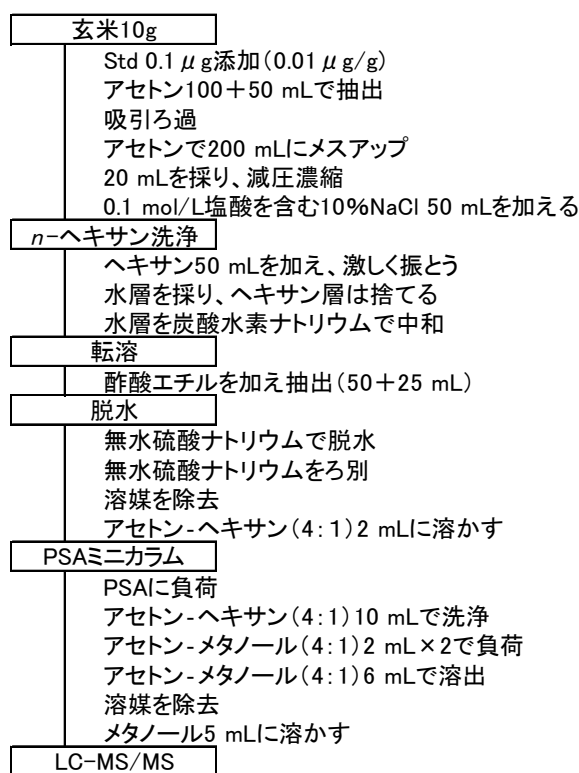 玄米10g
Std 0.1μg添加(0.01μg/g)
アセトン100+50 mLで抽出
吸引ろ過
アセトンで200 mLにメスアップ
20 mLを採り、減圧濃縮
0.1 mol/L塩酸を含む10%NaCl 50 mLを加える
n-ヘキサン洗浄
ヘキサン50 mLを加え、激しく振とう
水層を採り、ヘキサン層は捨てる
水層を炭酸水素ナトリウムで中和
転溶
酢酸エチルを加え抽出(50+25 mL)
脱水
無水硫酸ナトリウムで脱水
無水硫酸ナトリウムをろ別
溶媒を除去
アセトン-ヘキサン(4:1)2 mLに溶かす
PSAミニカラム
PSAに負荷
アセトン-ヘキサン(4:1)10 mLで洗浄
アセトン-メタノール(4:1)2 mL×2で負荷
アセトン-メタノール(4:1)6 mLで溶出
溶媒を除去
メタノール5 mLに溶かす
LC-MS/MS